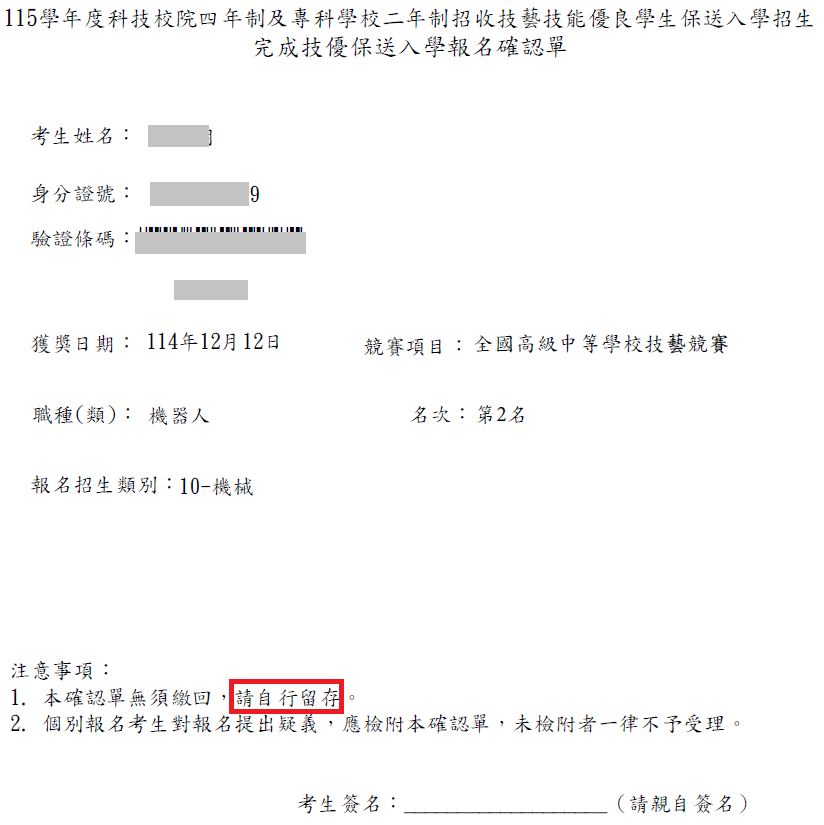 115學年度科技校院四年制及專科學校二年制招收技藝技能優良學生保送入學招生
完成技優保送入學報名確認單
考生姓名：
身分證號： 9
驗證條碼：
獲獎日期： 114年12月12日 競賽項目：全國高級中等學校技藝競賽
職種(類)： 機器人 名次：第2名
報名招生類別：10-機械
注意事項：
1. 本確認單無須繳回，請自行留存。
2. 個別報名考生對報名提出疑義，應檢附本確認單，未檢附者一律不予受理。
考生簽名：___________________（請親自簽名）